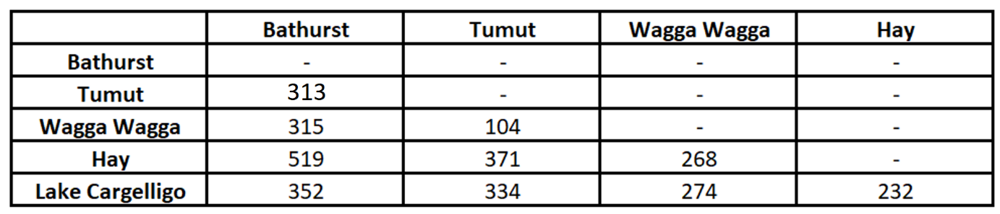 Bathurst Tumut Wagga Wagga Hay
Bathurst - - - -
Tumut 313 - - -
Wagga Wagga 315 104 - -
Hay 519 371 268 -
Lake Cargelligo 352 334 274 232